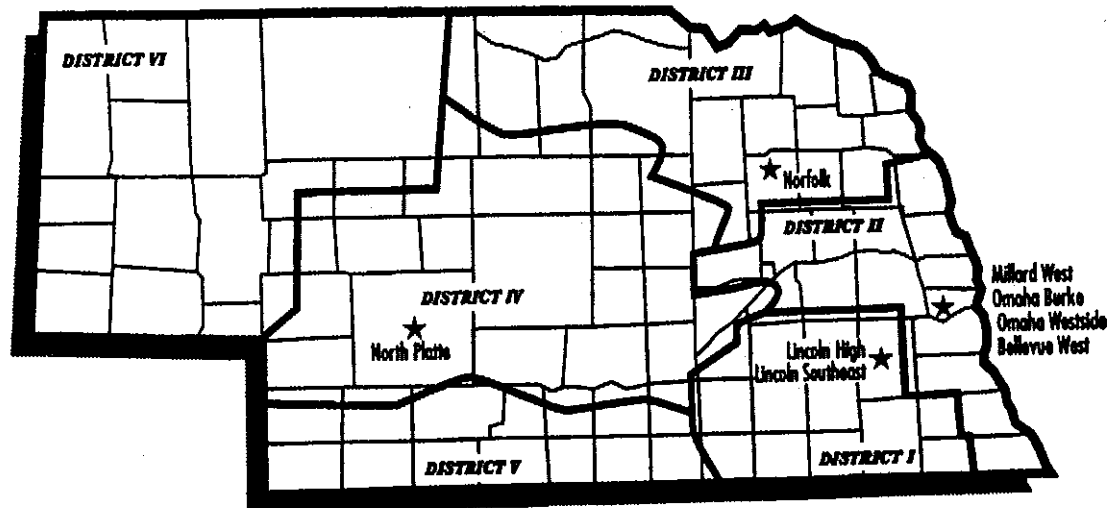 DISTRICT VI
DISTRICT III
Norfolk
DISTRICT II
Millard West
Omaha Burke
Omaha Westside
Bellevue West
DISTRICT IV
North Platte
Lincoln High
Lincoln Southeast
DISTRICT V
DISTRICT I